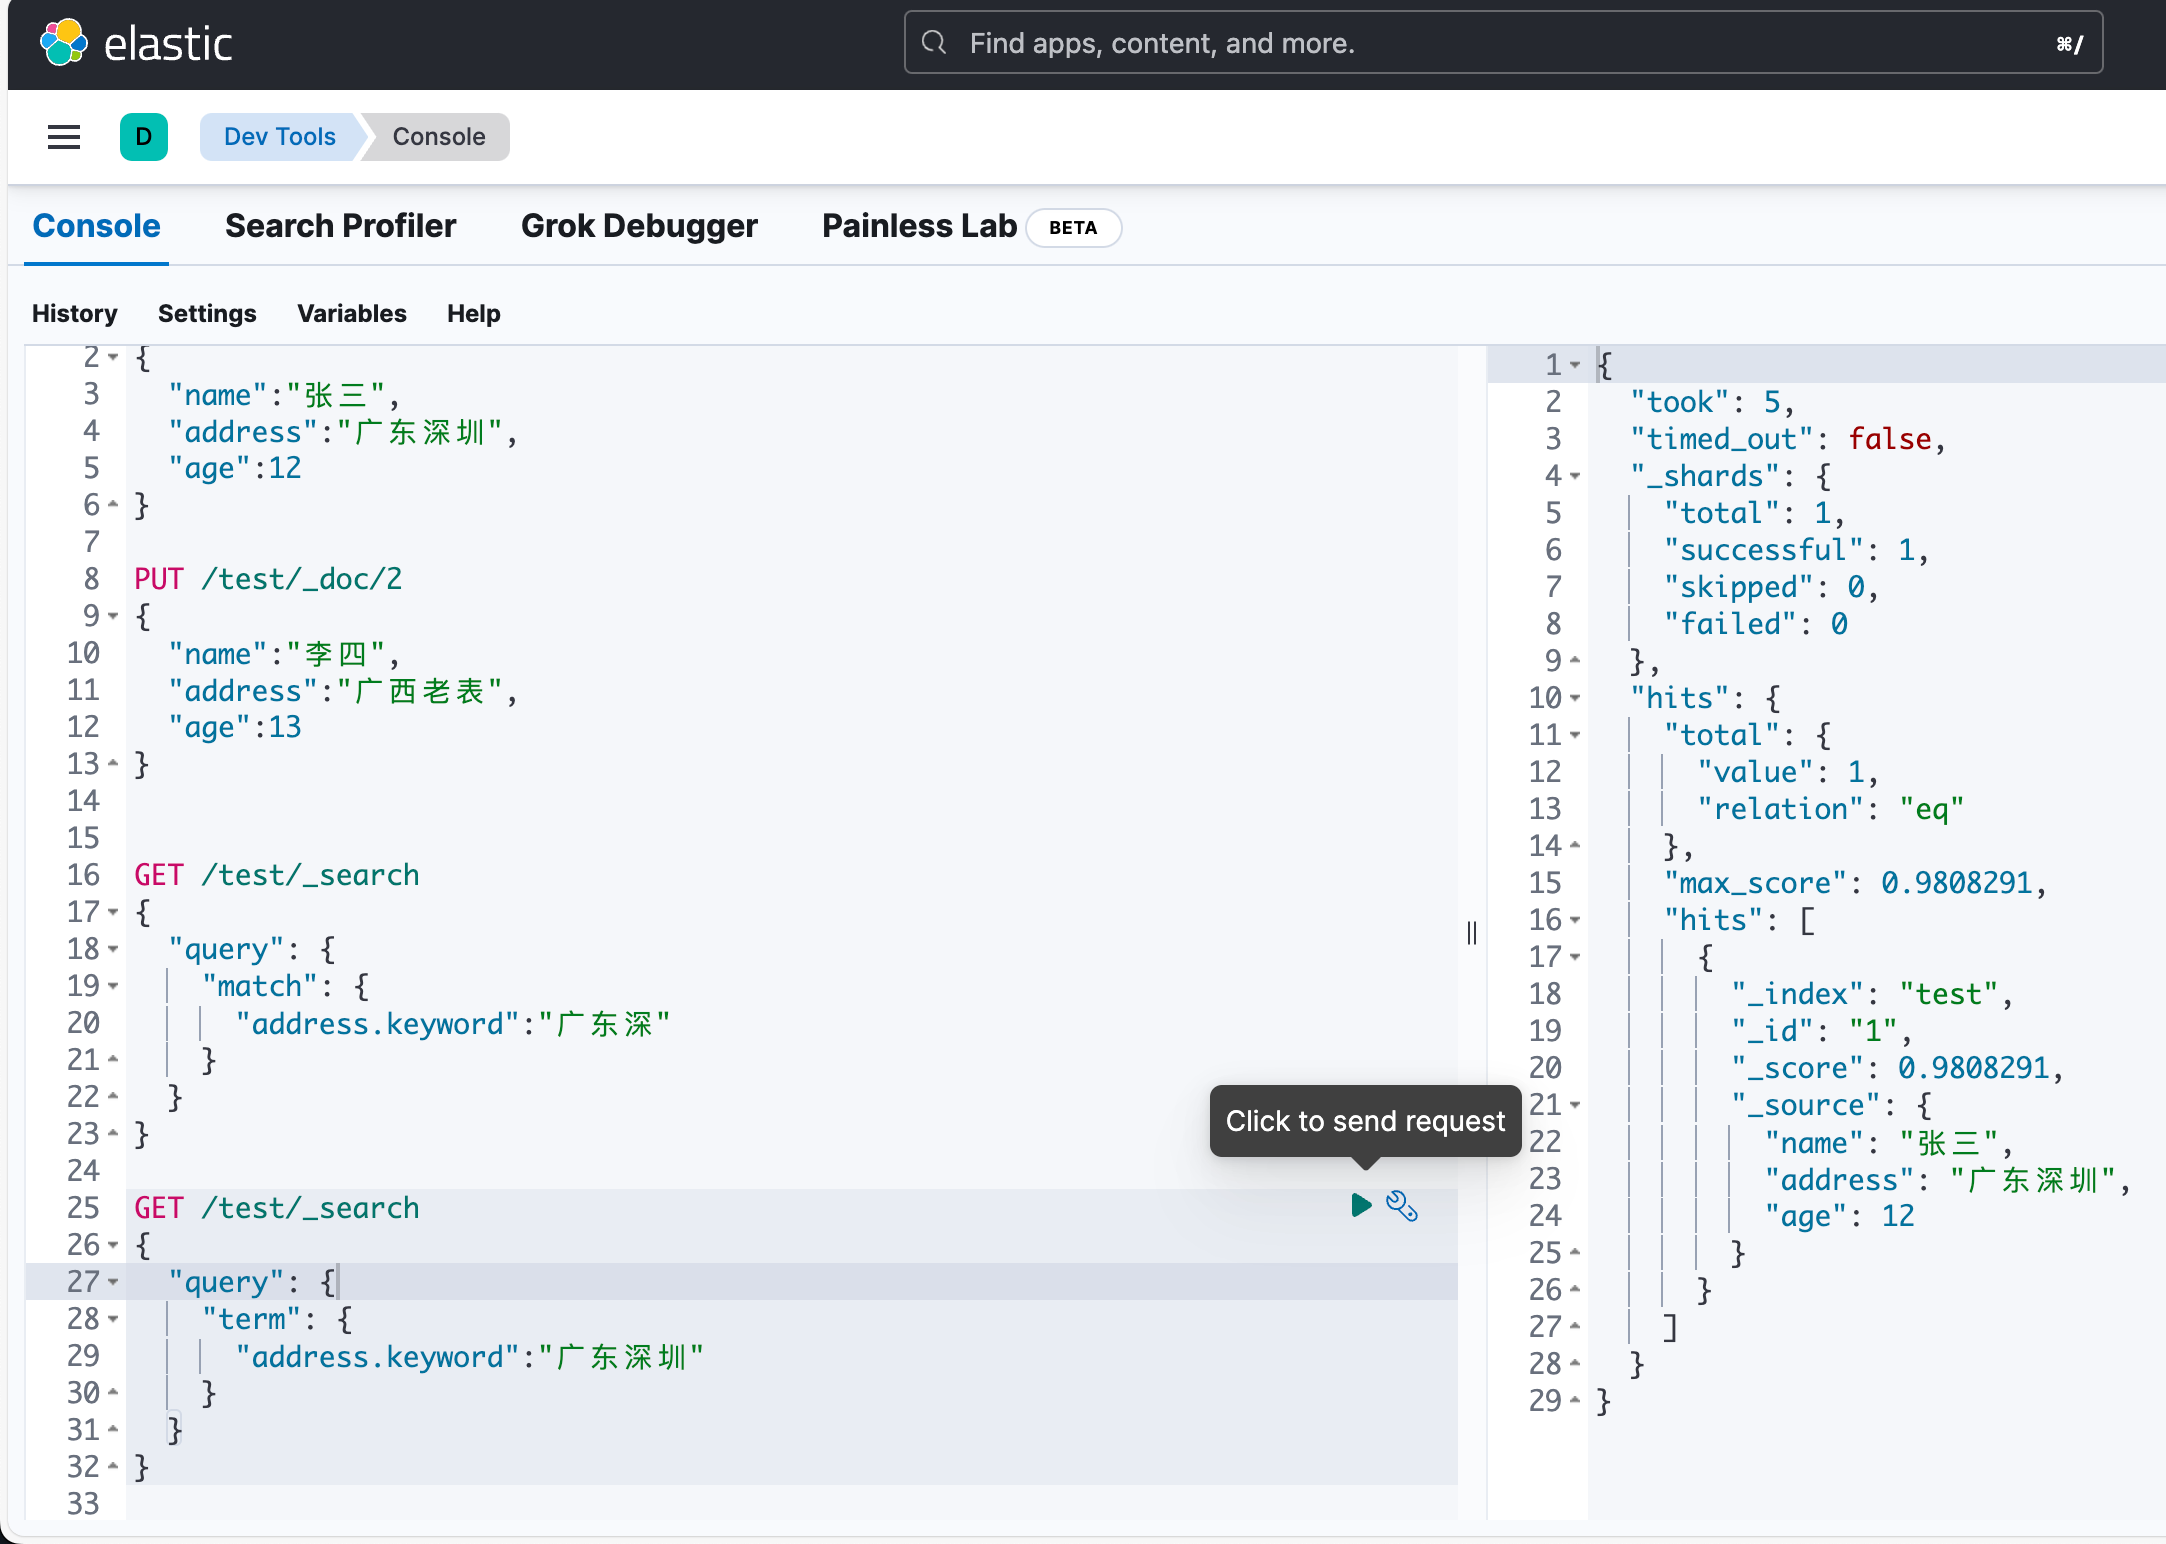 elastic
Find apps, content, and more.
⌘/
D
Dev Tools
Console
Console
Search Profiler
Grok Debugger
Painless Lab
BETA
History
Settings
Variables
Help
2 {
3 "name":"张三",
4 "address":"广东深圳",
5 "age":12
6 }
7
8 PUT /test/_doc/2
9 {
10 "name":"李四",
11 "address":"广西老表",
12 "age":13
13 }
14
15
16 GET /test/_search
17 {
18 "query": {
19 "match": {
20 "address.keyword":"广东深"
21 }
22 }
23 }
24
25 GET /test/_search
26 {
27 "query": {
28 "term": {
29 "address.keyword":"广东深圳"
30 }
31 }
32 }
33
Click to send request
1 {
2 "took": 5,
3 "timed_out": false,
4 "_shards": {
5 "total": 1,
6 "successful": 1,
7 "skipped": 0,
8 "failed": 0
9 },
10 "hits": {
11 "total": {
12 "value": 1,
13 "relation": "eq"
14 },
15 "max_score": 0.9808291,
16 "hits": [
17 {
18 "_index": "test",
19 "_id": "1",
20 "_score": 0.9808291,
21 "_source": {
22 "name": "张三",
23 "address": "广东深圳",
24 "age": 12
25 }
26 }
27 ]
28 }
29 }